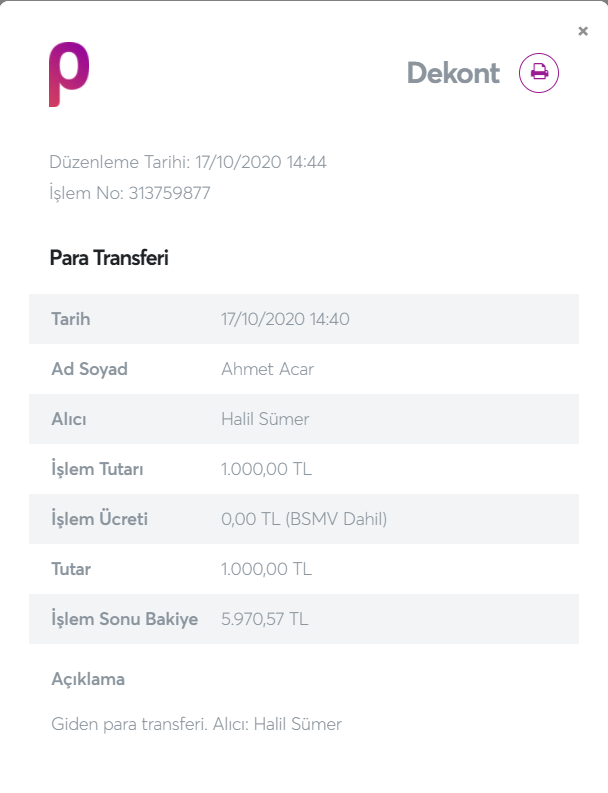 p
Dekont
Düzenleme Tarihi: 17/10/2020 14:44
İşlem No: 313759877
Para Transferi
Tarih 17/10/2020 14:40
Ad Soyad Ahmet Acar
Alıcı Halil Sümer
İşlem Tutarı 1.000,00 TL
İşlem Ücreti 0,00 TL (BSMV Dahil)
Tutar 1.000,00 TL
İşlem Sonu Bakiye 5.970,57 TL
Açıklama
Giden para transferi. Alıcı: Halil Sümer